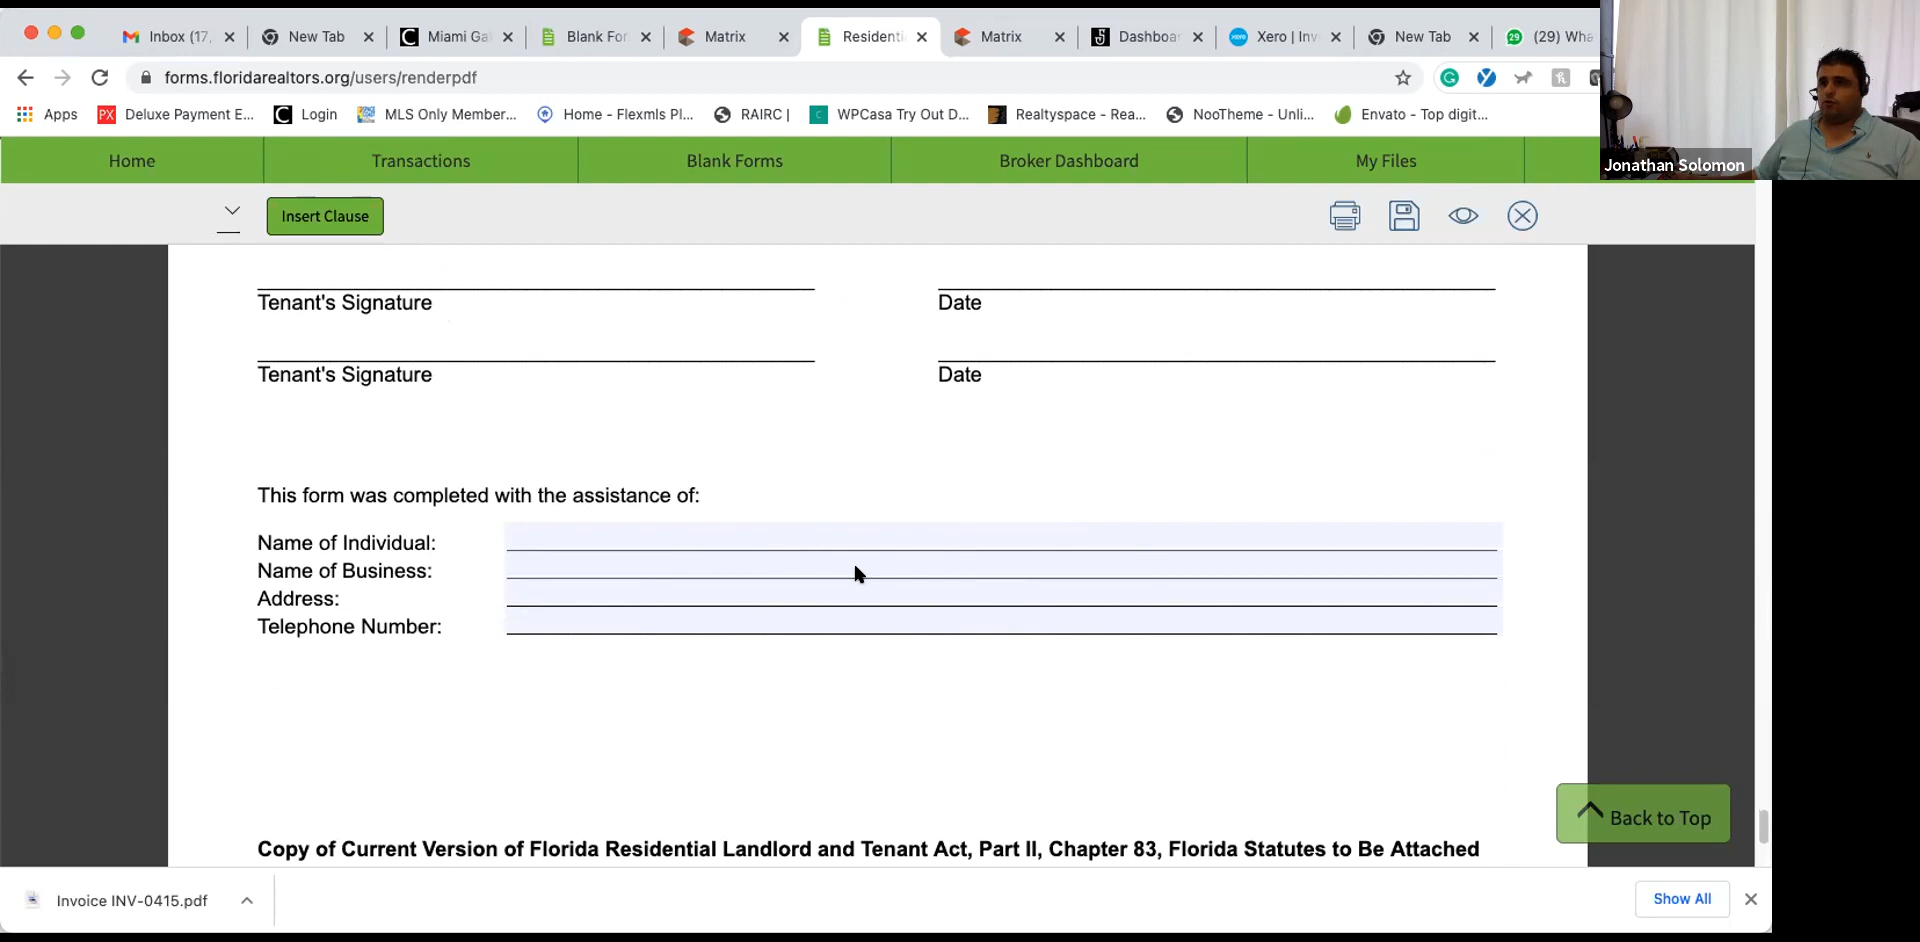 Inbox (17,
New Tab
Miami Ga
Blank For
Matrix
Residenti
Matrix
Dashboar
Xero | Inv
New Tab
(29) Wha
forms.floridarealtors.org/users/renderpdf
Apps
PX
Deluxe Payment E...
Login
MLS Only Member...
Home - Flexmls Pl...
RAIRC |
WPCasa Try Out D...
Realtyspace - Rea...
NooTheme - Unli...
Envato - Top digit...
Jonathan Solomon
Home
Transactions
Blank Forms
Broker Dashboard
My Files
Insert Clause
Tenant's Signature
Date
Tenant's Signature
Date
This form was completed with the assistance of:
Name of Individual:
Name of Business:
Address:
Telephone Number:
Back to Top
Copy of Current Version of Florida Residential Landlord and Tenant Act, Part II, Chapter 83, Florida Statutes to Be Attached
Invoice INV-0415.pdf
Show All